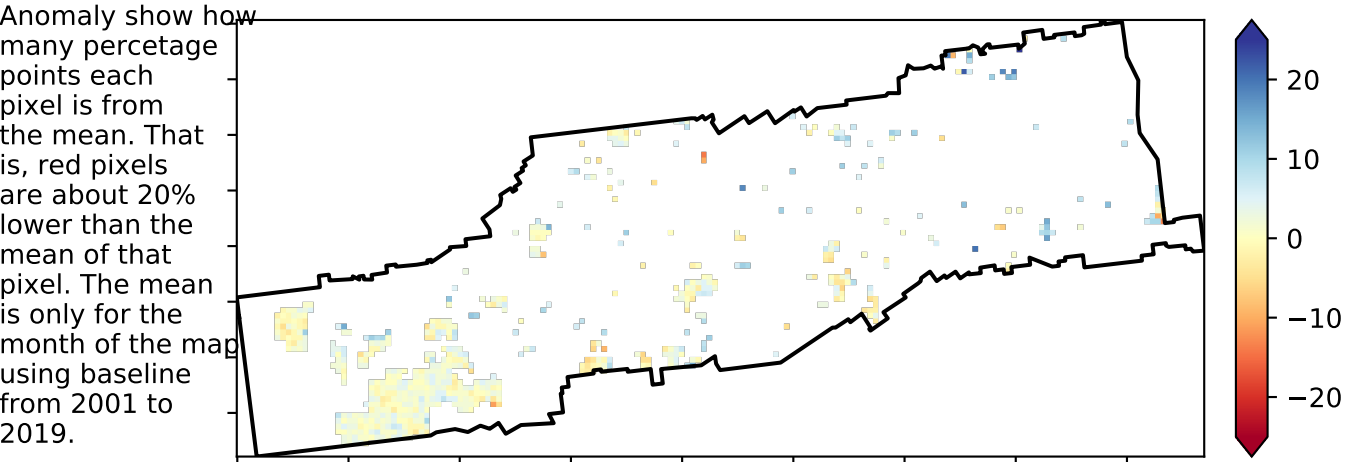 Anomaly show how
many percetage
points each
pixel is from
the mean. That
is, red pixels
are about 20%
lower than the
mean of that
pixel. The mean
is only for the
month of the map
using baseline
from 2001 to
2019.
20
10
0
−10
−20